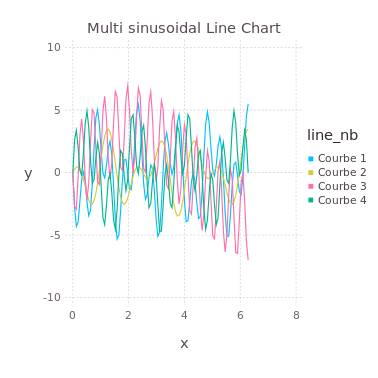 Multi sinusoidal Line Chart
10
5
0
-5
-10
y
0 2 4 6 8
x
line_nb
Courbe 1
Courbe 2
Courbe 3
Courbe 4